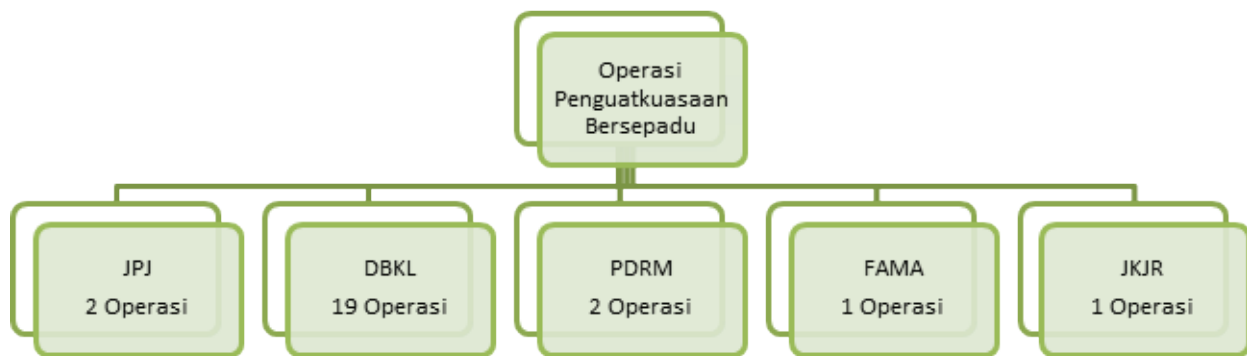 Operasi
Penguatkuasaan
Bersepadu
JPJ
2 Operasi
DBKL
19 Operasi
PDRM
2 Operasi
FAMA
1 Operasi
JKJR
1 Operasi